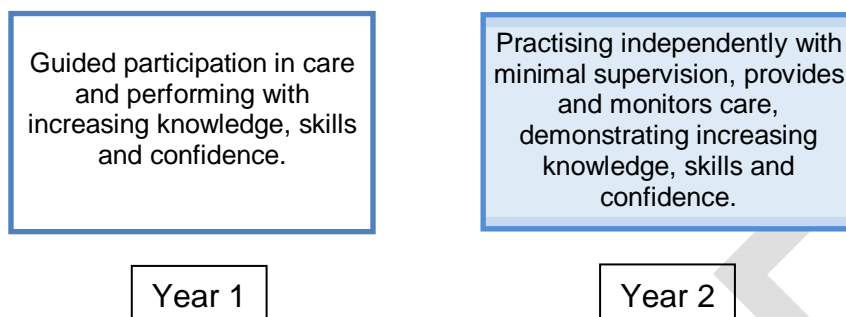 Guided participation in care
and performing with
increasing knowledge, skills
and confidence.
Practising independently with
minimal supervision, provides
and monitors care,
demonstrating increasing
knowledge, skills and
confidence.
Year 1
Year 2